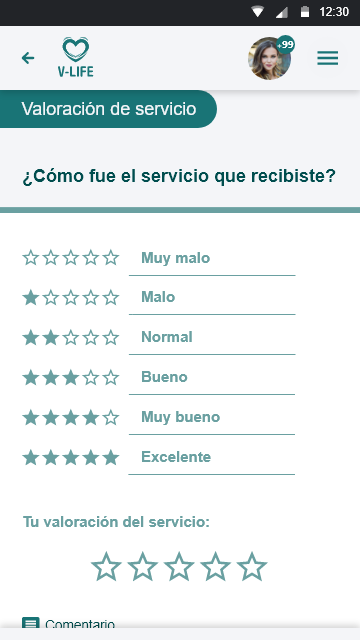 12:30
V-LIFE
+99
Valoración de servicio
¿Cómo fue el servicio que recibiste?
Muy malo
Malo
Normal
Bueno
Muy bueno
Excelente
Tu valoración del servicio:
Comentario